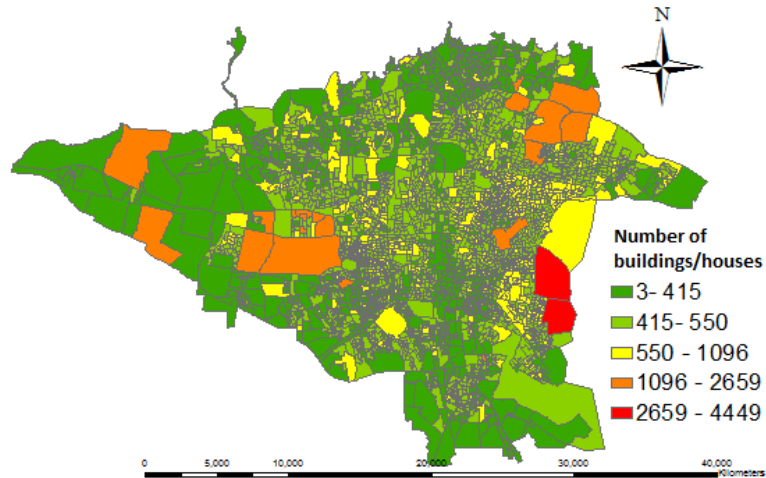 N
Number of
buildings/houses
3- 415
415- 550
550 - 1096
1096 - 2659
2659 - 4449
0 5,000 10,000 20,000 30,000 40,000
Kilometers